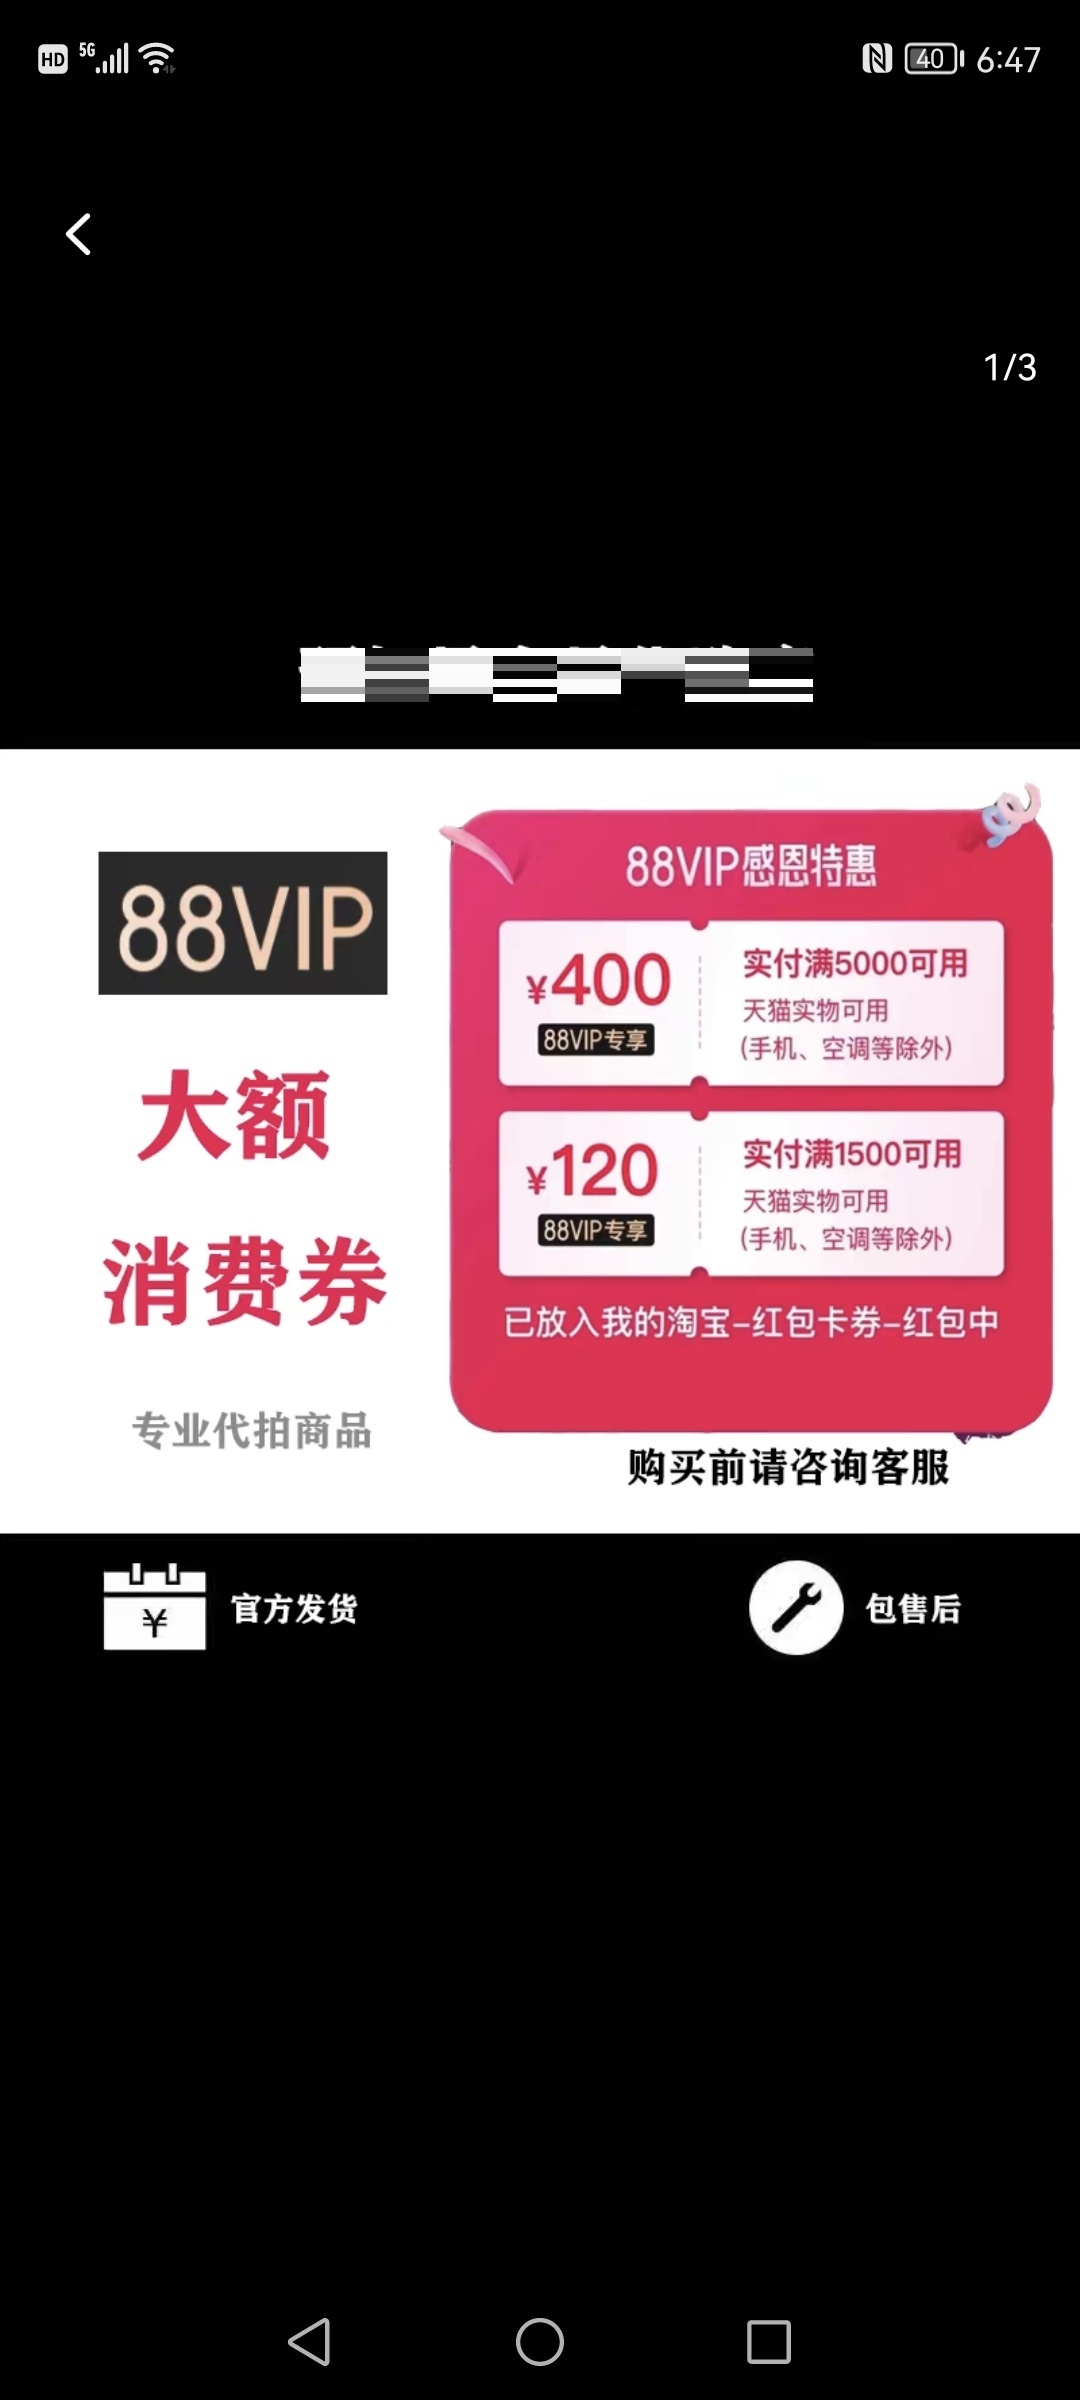 HD 5G 40 6:47
1/3
88VIP
大额
消费券
专业代拍商品
88VIP感恩特惠
¥400
88VIP专享
实付满5000可用
天猫实物可用
(手机、空调等除外)
¥120
88VIP专享
实付满1500可用
天猫实物可用
(手机、空调等除外)
已放入我的淘宝-红包卡券-红包中
购买前请咨询客服
¥ 官方发货
包售后